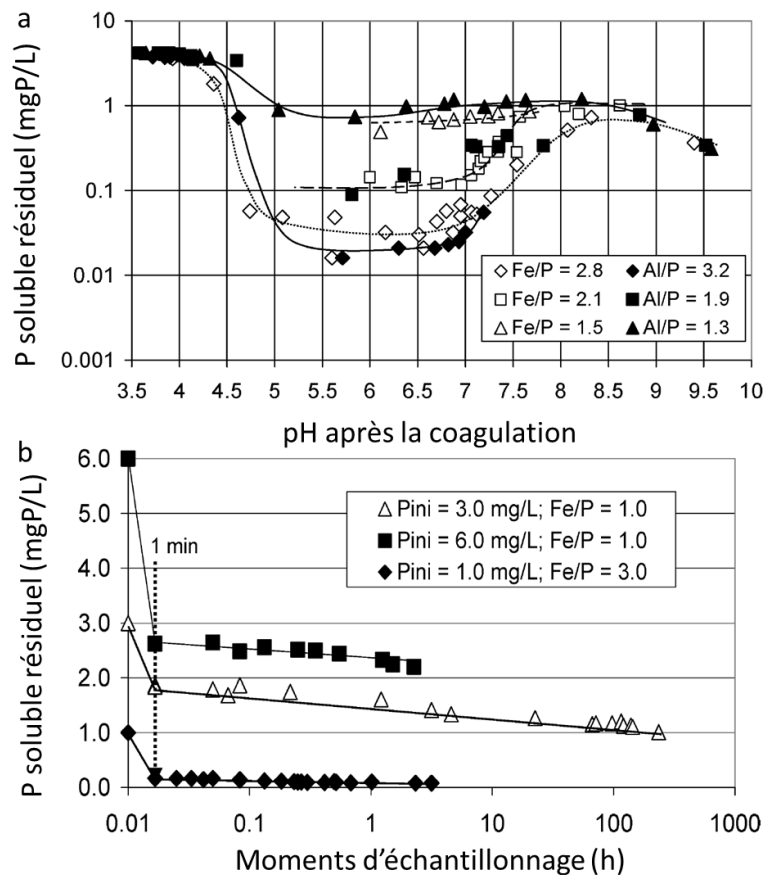 a
P soluble résiduel (mgP/L)
10
1
0.1
0.01
0.001
Fe/P = 2.8
Al/P = 3.2
Fe/P = 2.1
Al/P = 1.9
Fe/P = 1.5
Al/P = 1.3
3.5 4 4.5 5 5.5 6 6.5 7 7.5 8 8.5 9 9.5 10
pH après la coagulation
b
P soluble résiduel (mgP/L)
6.0
5.0
4.0
3.0
2.0
1.0
0.0
Pini = 3.0 mg/L; Fe/P = 1.0
Pini = 6.0 mg/L; Fe/P = 1.0
Pini = 1.0 mg/L; Fe/P = 3.0
1 min
0.01 0.1 1 10 100 1000
Moments d’échantillonnage (h)